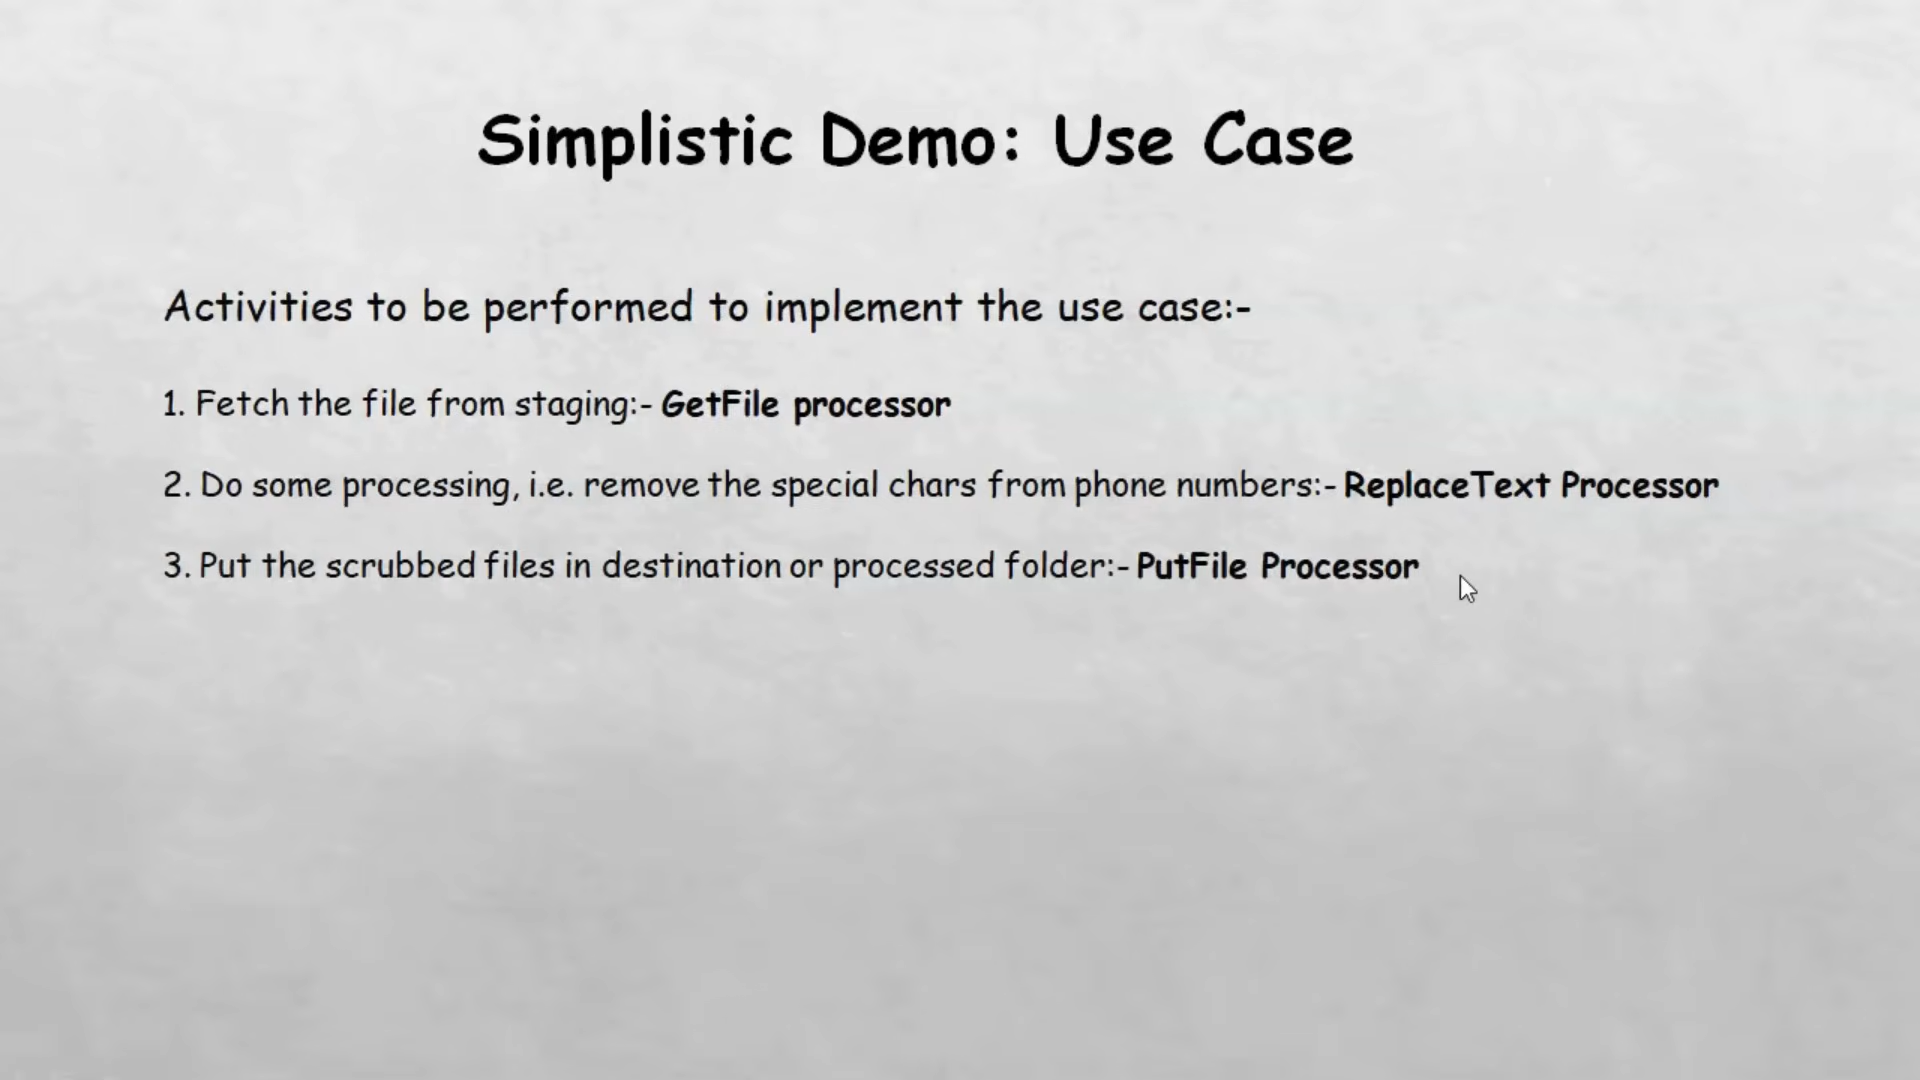 Simplistic Demo: Use Case
Activities to be performed to implement the use case:-
1. Fetch the file from staging:- GetFile processor
2. Do some processing, i.e. remove the special chars from phone numbers:- ReplaceText Processor
3. Put the scrubbed files in destination or processed folder:- PutFile Processor